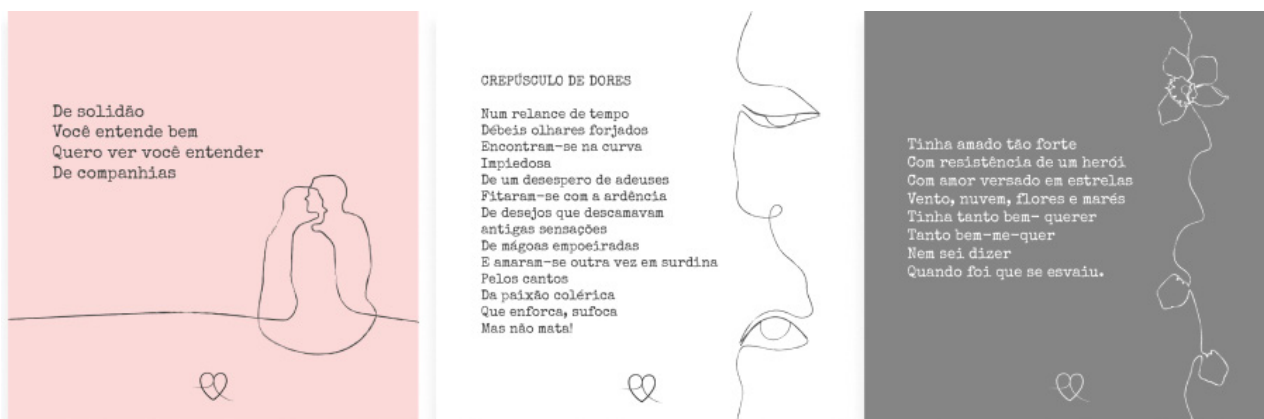 De solidão
Você entende bem
Quero ver você entender
De companhias
CREPÚSCULO DE DORES
Num relance de tempo
Débeis olhares forjados
Encontram-se na curva
Impiedosa
De um desespero de adeuses
Fitaram-se com a ardência
De desejos que descamavam
antigas sensações
De mágoas empoeiradas
E amaram-se outra vez em surdina
Pelos cantos
Da paixão colérica
Que enforca, sufoca
Mas não mata!
Tinha amado tão forte
Com resistência de um herói
Com amor versado em estrelas
Vento, nuvem, flores e marés
Tinha tanto bem- querer
Tanto bem-me-quer
Nem sei dizer
Quando foi que se esvaiu.